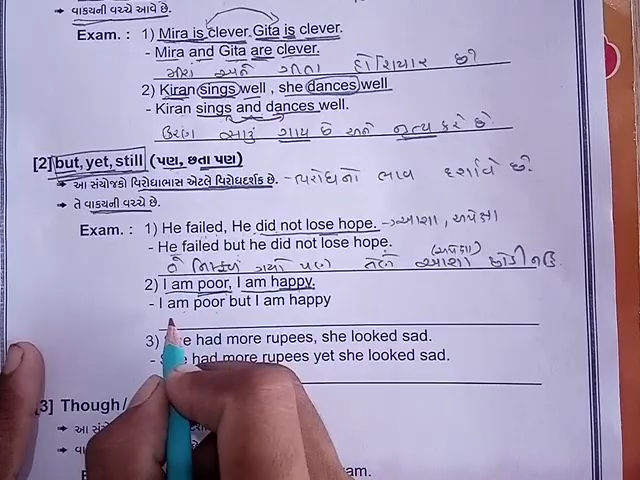 → વાકયની વચ્ચે આવે છે.
Exam. : 1) Mira is clever. Gita is clever.
- Mira and Gita are clever.
મીરા અને ગીતા હોશિયાર છે
2) Kiran sings well , she dances well
- Kiran sings and dances well.
કિરણ સારું ગાય છે અને નૃત્ય કરે છે.
[2] but, yet, still (પણ, છતા પણ)
→ આ સંયોજકો વિરોધાભાસ એટલે વિરોધદર્શક છે. - વિરોધનો ભાવ દર્શાવે છે.
→ તે વાકયની વચ્ચે છે.
Exam. : 1) He failed, He did not lose hope. → આશા, અપેક્ષા
- He failed but he did not lose hope.
(અપેક્ષા)
તે ગયો પણ તેણે આશા છોડી નહિ
2) I am poor, I am happy.
- I am poor but I am happy
3) had more rupees, she looked sad.
- had more rupees yet she looked sad.
[3] Though/
→ આ
→
am.